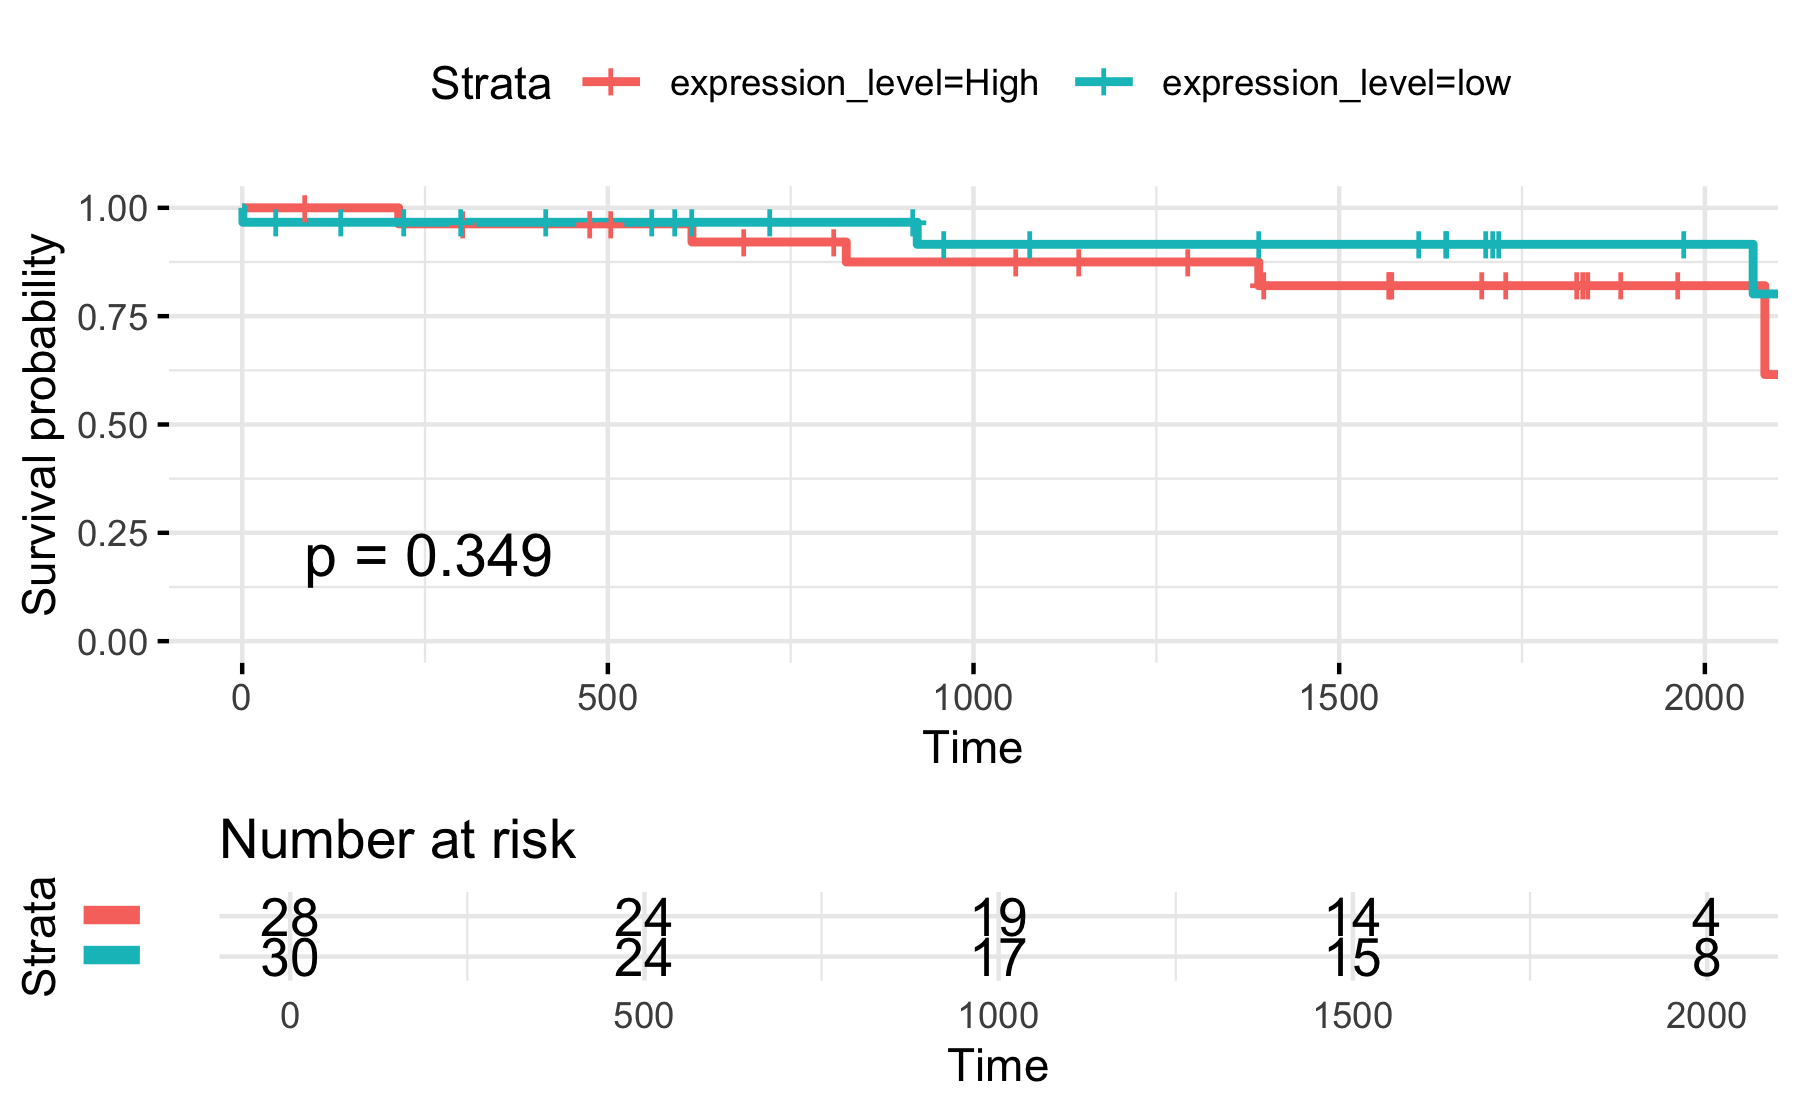 Strata expression_level=High expression_level=low
Survival probability
1.00
0.75
0.50
0.25
0.00
p = 0.349
0 500 1000 1500 2000
Time
Number at risk
Strata
28 24 19 14 4
30 24 17 15 8
0 500 1000 1500 2000
Time